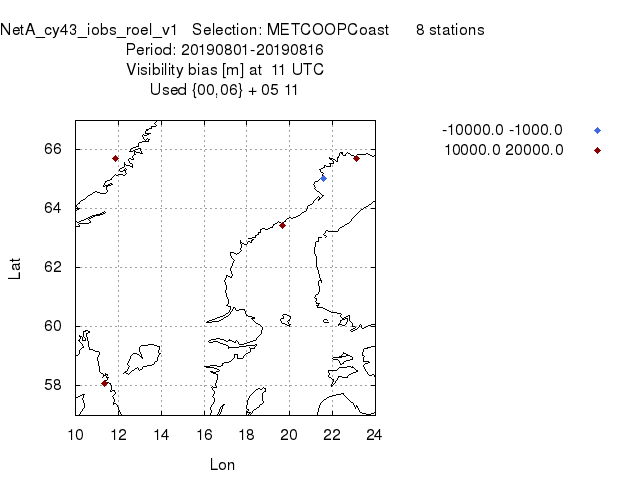 NetA_cy43_iobs_roel_v1 Selection: METCOOPCoast 8 stations
Period: 20190801-20190816
Visibility bias [m] at 11 UTC
Used {00,06} + 05 11
-10000.0 -1000.0
10000.0 20000.0
66
64
62
60
58
Lat
10 12 14 16 18 20 22 24
Lon